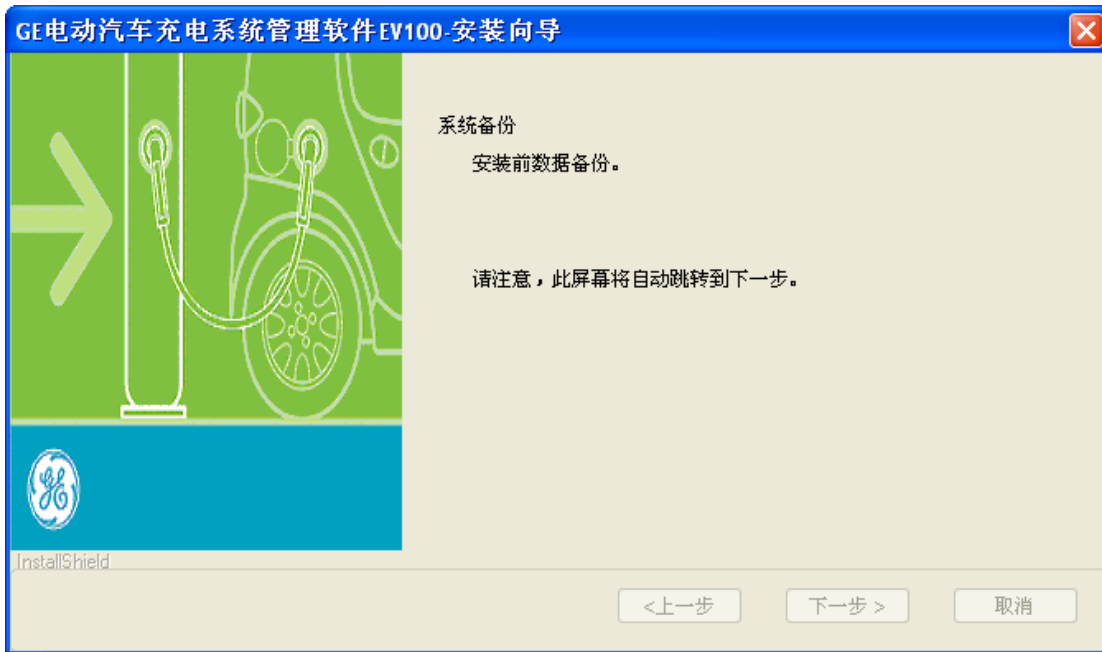 GE电动汽车充电系统管理软件EV100-安装向导
系统备份
安装前数据备份。
请注意，此屏幕将自动跳转到下一步。
GE
InstallShield
<上一步
下一步 >
取消